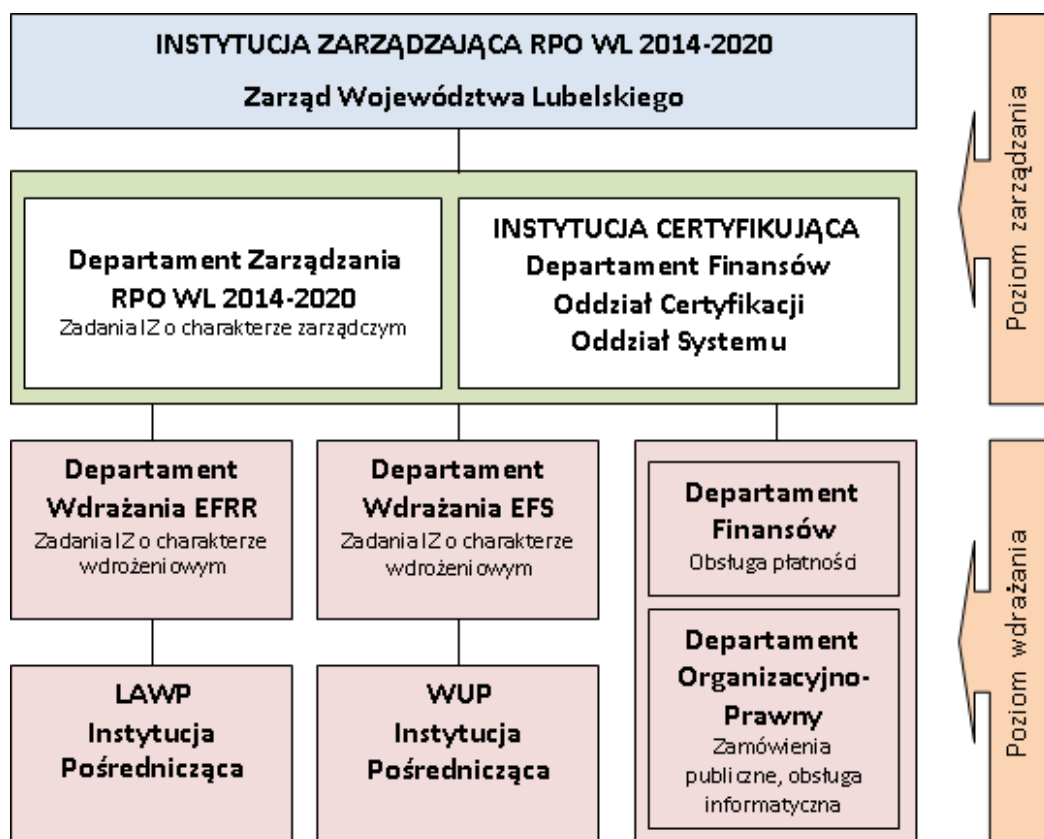 INSTYTUCJA ZARZĄDZAJĄCA RPO WL 2014-2020
Zarząd Województwa Lubelskiego
Departament Zarządzania
RPO WL 2014-2020
Zadania IZ o charakterze zarządczym
INSTYTUCJA CERTYFIKUJĄCA
Departament Finansów
Oddział Certyfikacji
Oddział Systemu
Poziom zarządzania
Departament
Wdrażania EFRR
Zadania IZ o charakterze
wdrożeniowym
Departament
Wdrażania EFS
Zadania IZ o charakterze
wdrożeniowym
Departament
Finansów
Obsługa płatności
Departament
Organizacyjno-
Prawny
Zamówienia
publiczne, obsługa
informatyczna
LAWP
Instytucja
Pośrednicząca
WUP
Instytucja
Pośrednicząca
Poziom wdrażania